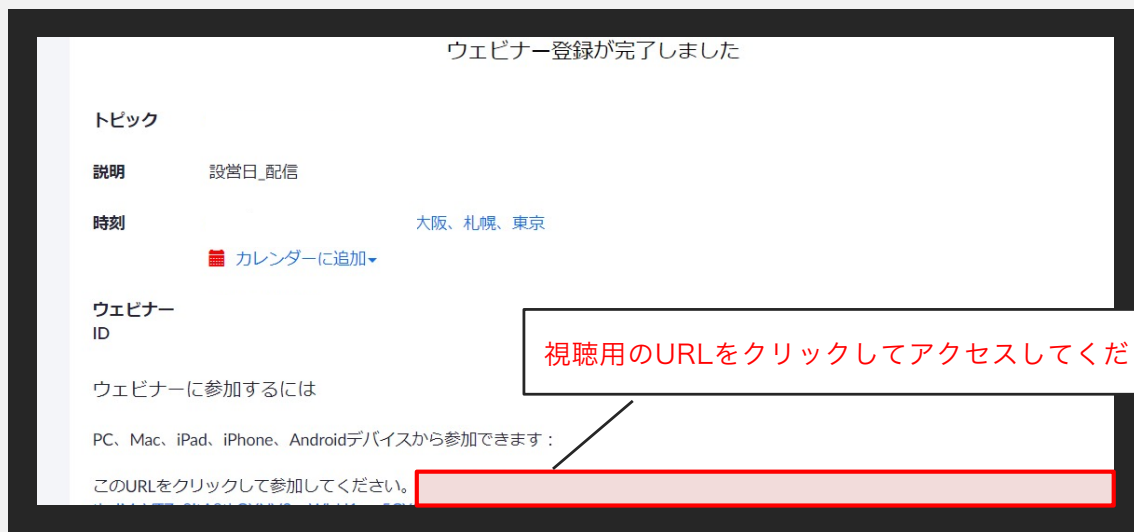 ウェビナー登録が完了しました
トピック
説明 設営日_配信
時刻 大阪、札幌、東京
カレンダーに追加
ウェビナー
ID
視聴用のURLをクリックしてアクセスしてくだ
ウェビナーに参加するには
PC、Mac、iPad、iPhone、Androidデバイスから参加できます：
このURLをクリックして参加してください。